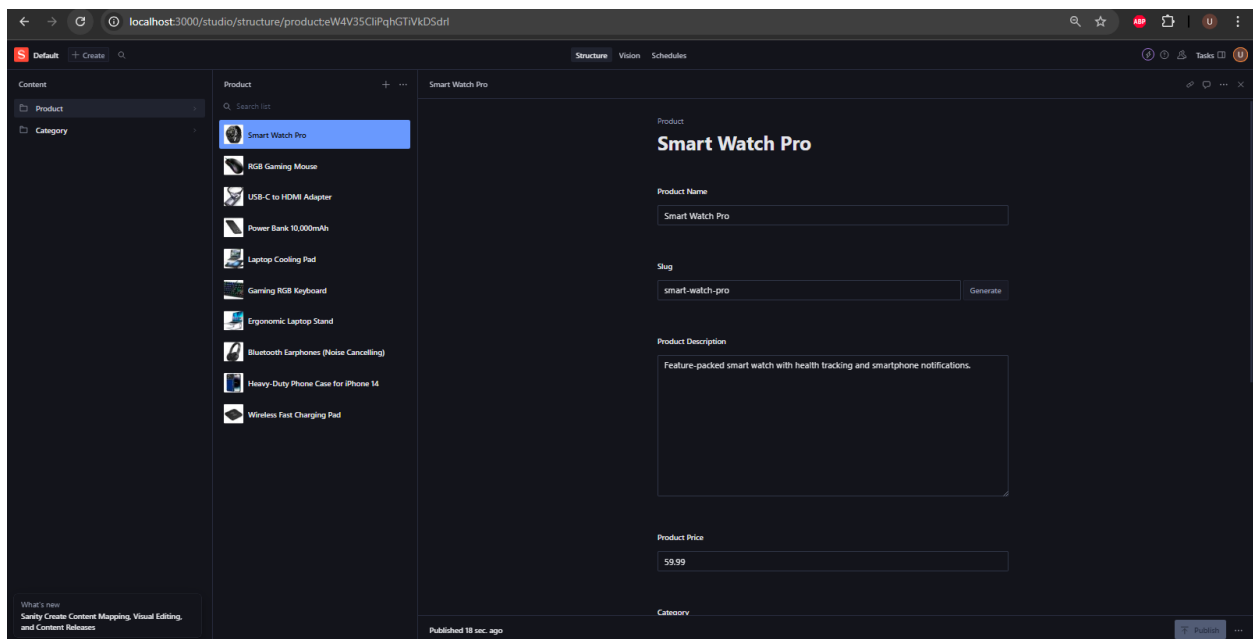 localhost:3000/studio/structure/product;eW4V35CliPqhGTiVkDSdrI
ABP
U
S Default + Create
Structure Vision Schedules
Tasks
U
Content
Product
Category
Product
Search list
Smart Watch Pro
RGB Gaming Mouse
USB-C to HDMI Adapter
Power Bank 10,000mAh
Laptop Cooling Pad
Gaming RGB Keyboard
Ergonomic Laptop Stand
Bluetooth Earphones (Noise Cancelling)
Heavy-Duty Phone Case for iPhone 14
Wireless Fast Charging Pad
Smart Watch Pro
Product
Smart Watch Pro
Product Name
Smart Watch Pro
Slug
smart-watch-pro
Generate
Product Description
Feature-packed smart watch with health tracking and smartphone notifications.
Product Price
59.99
Category
What's new
Sanity Create Content Mapping, Visual Editing,
and Content Releases
Published 18 sec. ago
Publish